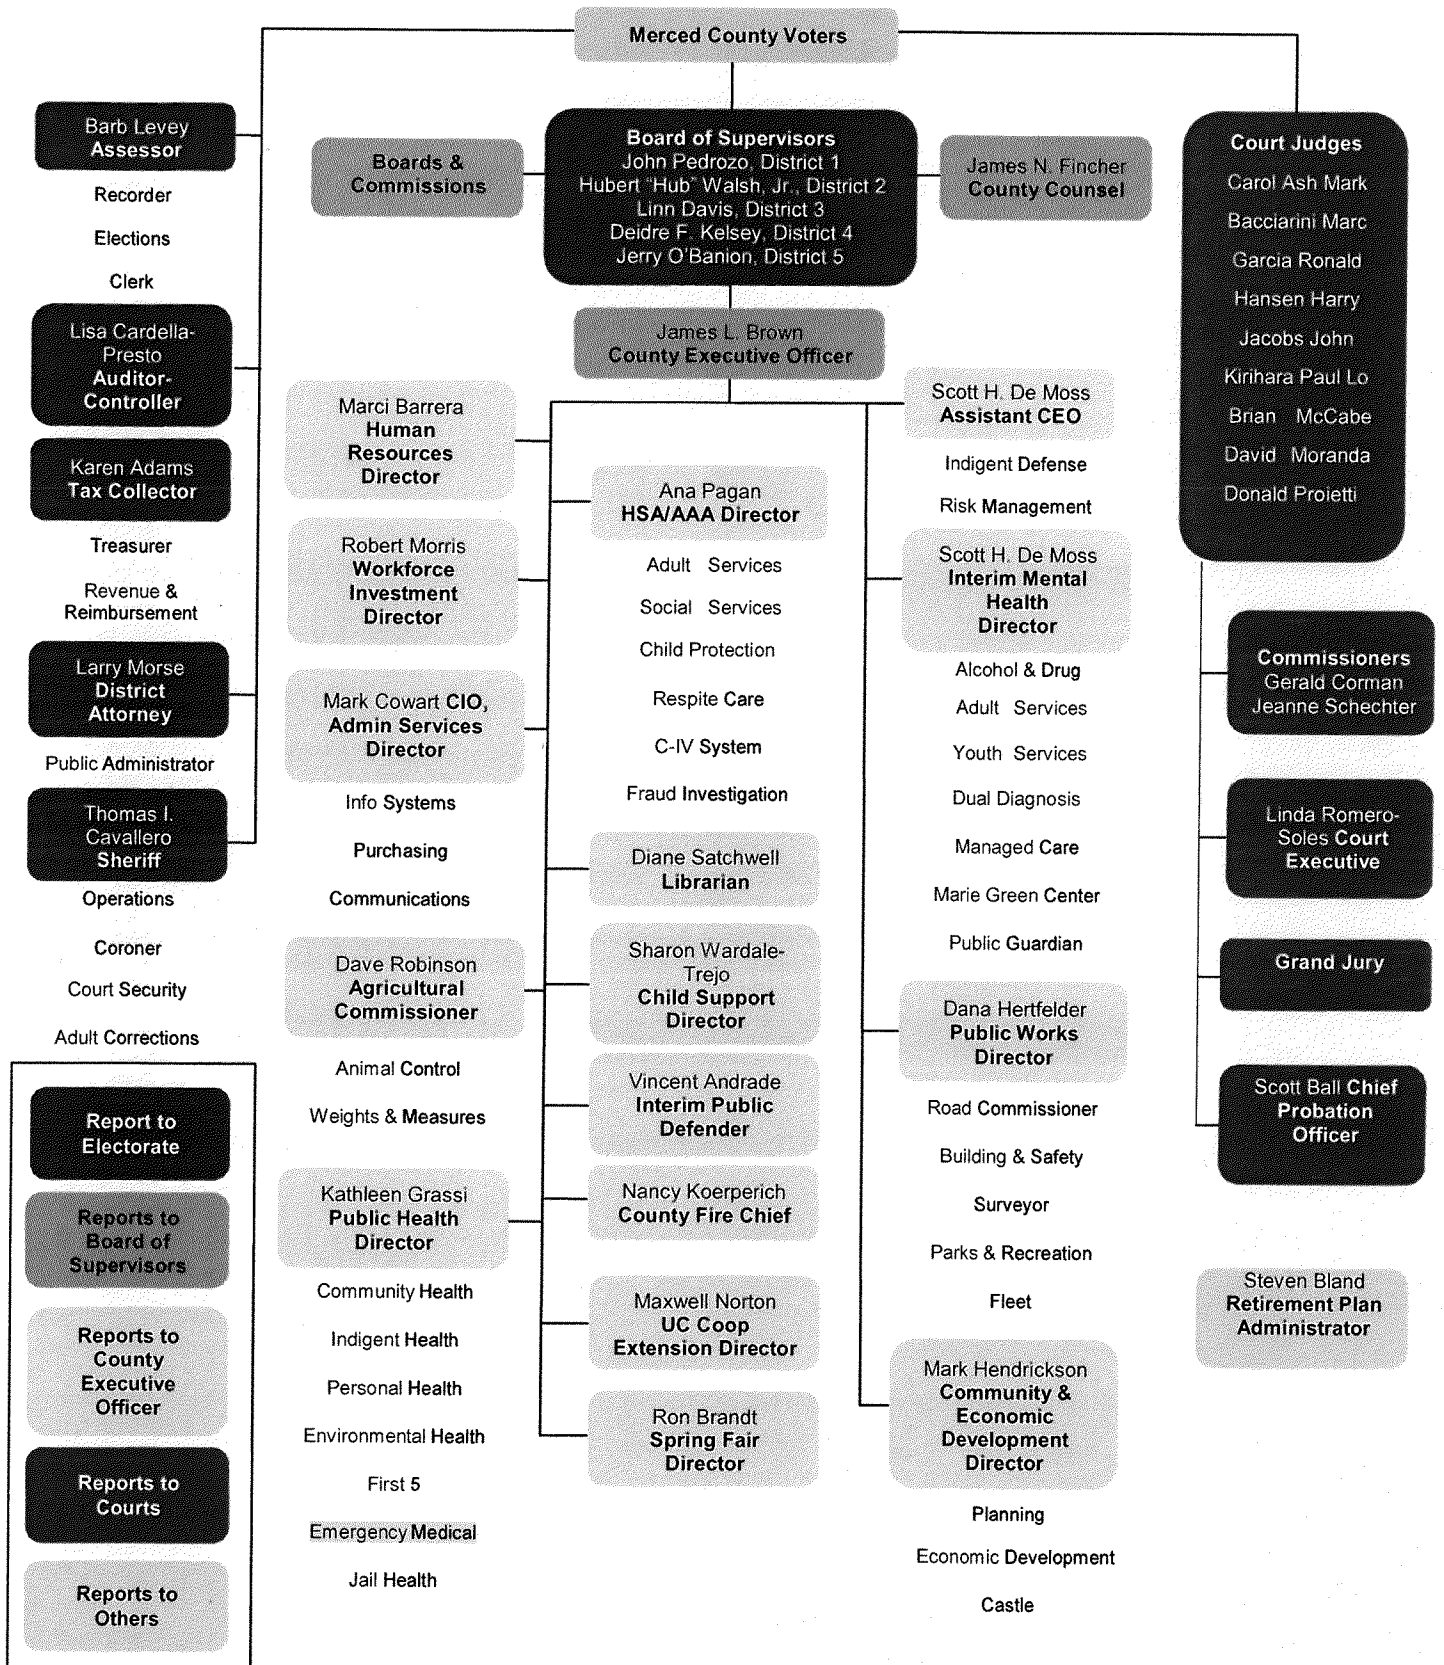 Merced County Voters
Barb Levey
Assessor
Recorder
Elections
Clerk
Lisa Cardella-
Presto
Auditor-
Controller
Karen Adams
Tax Collector
Treasurer
Revenue &
Reimbursement
Larry Morse
District
Attorney
Public Administrator
Thomas I.
Cavallero
Sheriff
Operations
Coroner
Court Security
Adult Corrections
Boards &
Commissions
Board of Supervisors
John Pedrozo, District 1
Hubert "Hub" Walsh, Jr., District 2
Linn Davis, District 3
Deidre F. Kelsey, District 4
Jerry O'Banion, District 5
James N. Fincher
County Counsel
James L. Brown
County Executive Officer
Marci Barrera
Human
Resources
Director
Robert Morris
Workforce
Investment
Director
Mark Cowart CIO,
Admin Services
Director
Info Systems
Purchasing
Communications
Dave Robinson
Agricultural
Commissioner
Animal Control
Weights & Measures
Kathleen Grassi
Public Health
Director
Community Health
Indigent Health
Personal Health
Environmental Health
First 5
Emergency Medical
Jail Health
Ana Pagan
HSA/AAA Director
Adult Services
Social Services
Child Protection
Respite Care
C-IV System
Fraud Investigation
Diane Satchwell
Librarian
Sharon Wardale-
Trejo
Child Support
Director
Vincent Andrade
Interim Public
Defender
Nancy Koerperich
County Fire Chief
Maxwell Norton
UC Coop
Extension Director
Ron Brandt
Spring Fair
Director
Scott H. De Moss
Assistant CEO
Indigent Defense
Risk Management
Scott H. De Moss
Interim Mental
Health
Director
Alcohol & Drug
Adult Services
Youth Services
Dual Diagnosis
Managed Care
Marie Green Center
Public Guardian
Dana Hertfelder
Public Works
Director
Road Commissioner
Building & Safety
Surveyor
Parks & Recreation
Fleet
Mark Hendrickson
Community &
Economic
Development
Director
Planning
Economic Development
Castle
Court Judges
Carol Ash Mark
Bacciarini Marc
Garcia Ronald
Hansen Harry
Jacobs John
Kirihara Paul Lo
Brian McCabe
David Moranda
Donald Proietti
Commissioners
Gerald Corman
Jeanne Schechter
Linda Romero-
Soles Court
Executive
Grand Jury
Scott Ball Chief
Probation
Officer
Steven Bland
Retirement Plan
Administrator
Report to
Electorate
Reports to
Board of
Supervisors
Reports to
County
Executive
Officer
Reports to
Courts
Reports to
Others